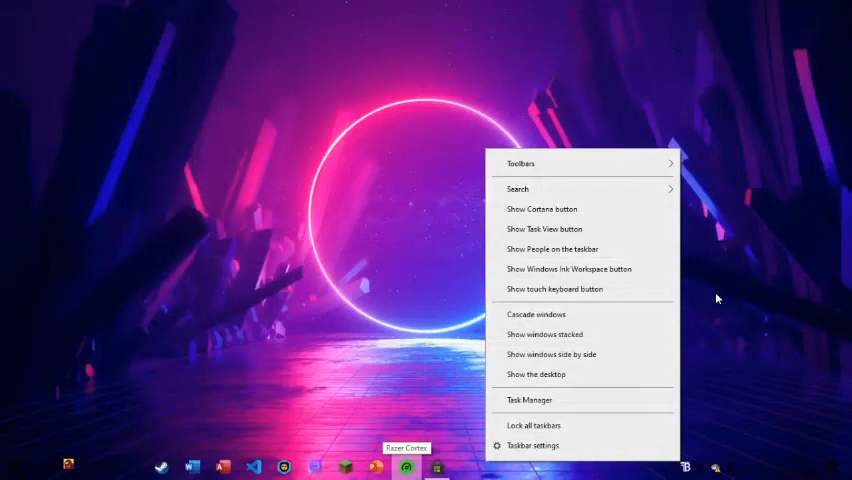 Toolbars
Search
Show Cortana button
Show Task View button
Show People on the taskbar
Show Windows Ink Workspace button
Show touch keyboard button
Cascade windows
Show windows stacked
Show windows side by side
Show the desktop
Task Manager
Lock all taskbars
Taskbar settings
Razer Cortex